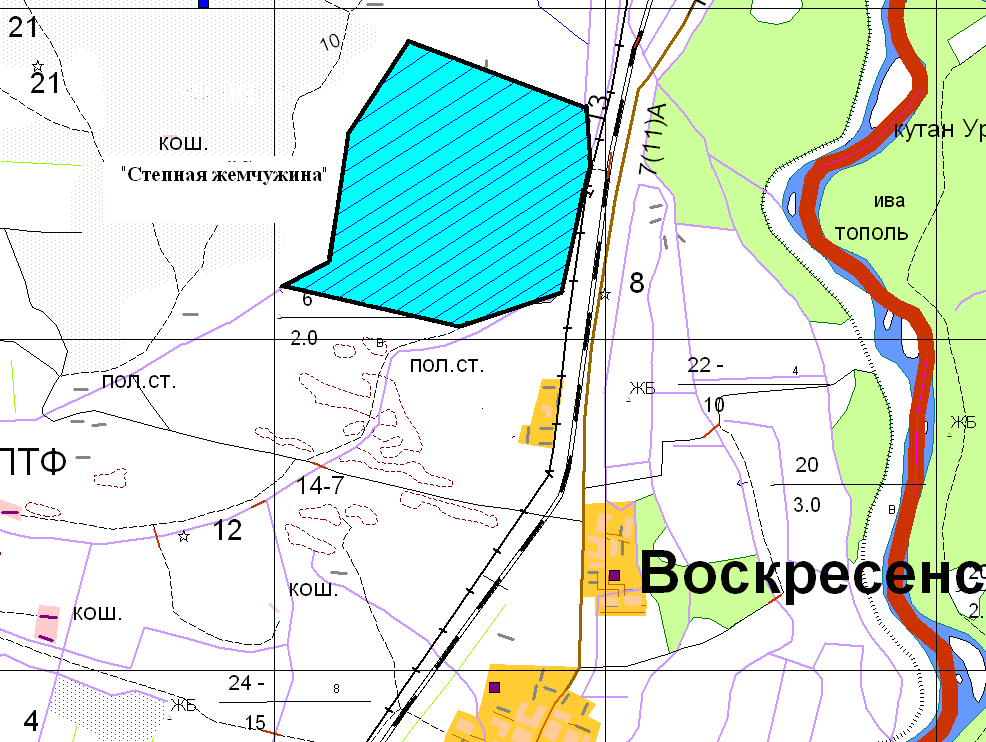 21
21
10
13
7(11)А
кош.
"Степная жемчужина"
кутан Ур
ива
тополь
8
6
2.0
В
пол.ст.
пол.ст.
22 -
4
10
ЖБ
ЖБ
ПТФ
14-7
20
3.0
В
12
Воскресенс
20
2.
кош.
кош.
24 -
8
15
ЖБ
4